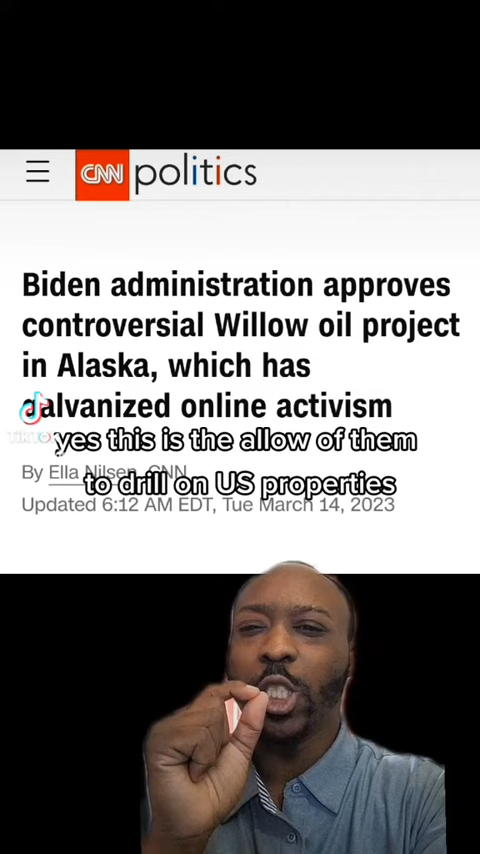 CNN politics
Biden administration approves
controversial Willow oil project
in Alaska, which has
galvanized online activism
TIKTOK
yes this is the allow of them
By Ella Nilsen, CNN
to drill on US properties
Updated 6:12 AM EDT, Tue March 14, 2023